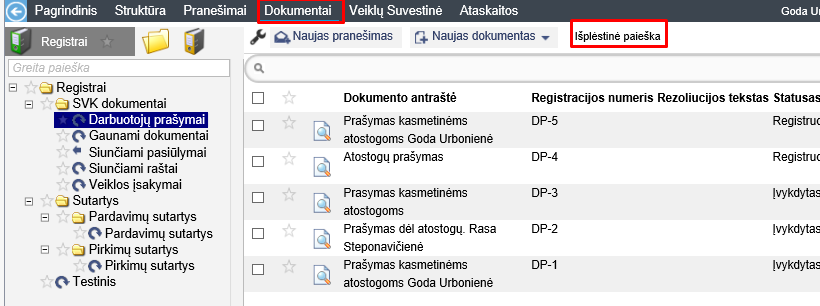 Pagrindinis Struktūra Pranešimai Dokumentai Veiklų Suvestinė Ataskaitos Goda Ur
Registrai
Naujas pranešimas Naujas dokumentas Išplėstinė paieška
Greita paieška
Registrai
SVK dokumentai
Darbuotojų prašymai
Gaunami dokumentai
Siunčiami pasiūlymai
Siunčiami raštai
Veiklos įsakymai
Sutartys
Pardavimų sutartys
Pardavimų sutartys
Pirkimų sutartys
Pirkimų sutartys
Testinis
Dokumento antraštė Registracijos numeris Rezoliucijos tekstas Statusas
Prašymas kasmetinėms DP-5 Registruo
atostogoms Goda Urbonienė
Atostogų prašymas DP-4 Registruo
Prasymas kasmetinėms DP-3 Įvykdytas
atostogoms
Prašymas dėl atostogų. Rasa DP-2 Įvykdytas
Steponavičienė
Prašymas kasmetinėms DP-1 Įvykdytas
atostogoms Goda Urbonienė